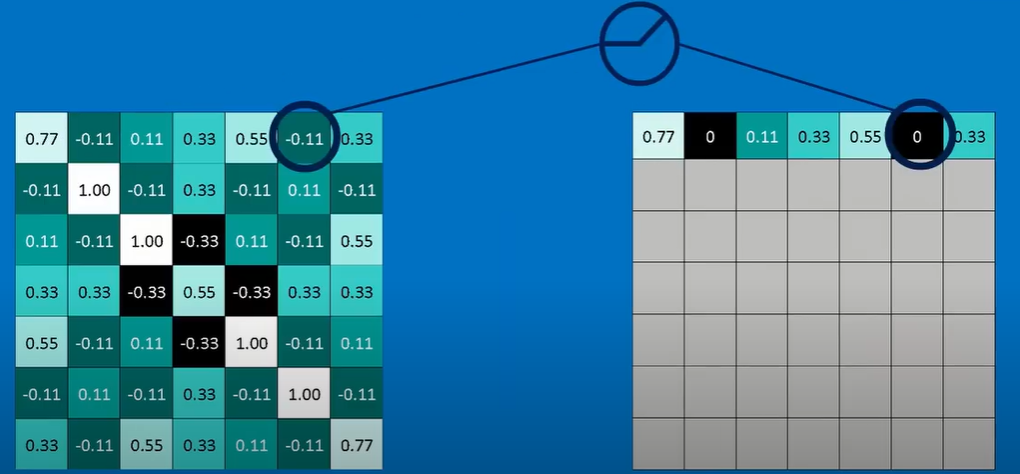 0.77 -0.11 0.11 0.33 0.55 -0.11 0.33
-0.11 1.00 -0.11 0.33 -0.11 0.11 -0.11
0.11 -0.11 1.00 -0.33 0.11 -0.11 0.55
0.33 0.33 -0.33 0.55 -0.33 0.33 0.33
0.55 -0.11 0.11 -0.33 1.00 -0.11 0.11
-0.11 0.11 -0.11 0.33 -0.11 1.00 -0.11
0.33 -0.11 0.55 0.33 0.11 -0.11 0.77
0.77 0 0.11 0.33 0.55 0 0.33